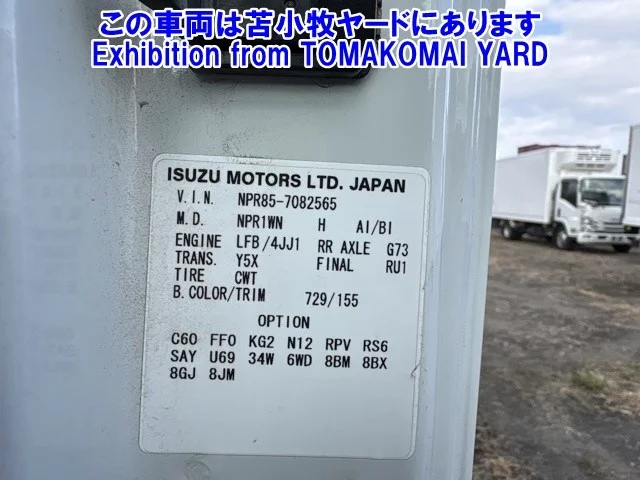 この車両は苫小牧ヤードにあります
Exhibition from TOMAKOMAI YARD
ISUZU MOTORS LTD. JAPAN
V.I.N. NPR85-7082565
M.D. NPR1WN H AI/BI
ENGINE LFB/4JJ1 RR AXLE G73
TRANS. Y5X FINAL RU1
TIRE CWT
B.COLOR/TRIM 729/155
OPTION
C60 FF0 KG2 N12 RPV RS6
SAY U69 34W 6WD 8BM 8BX
8GJ 8JM